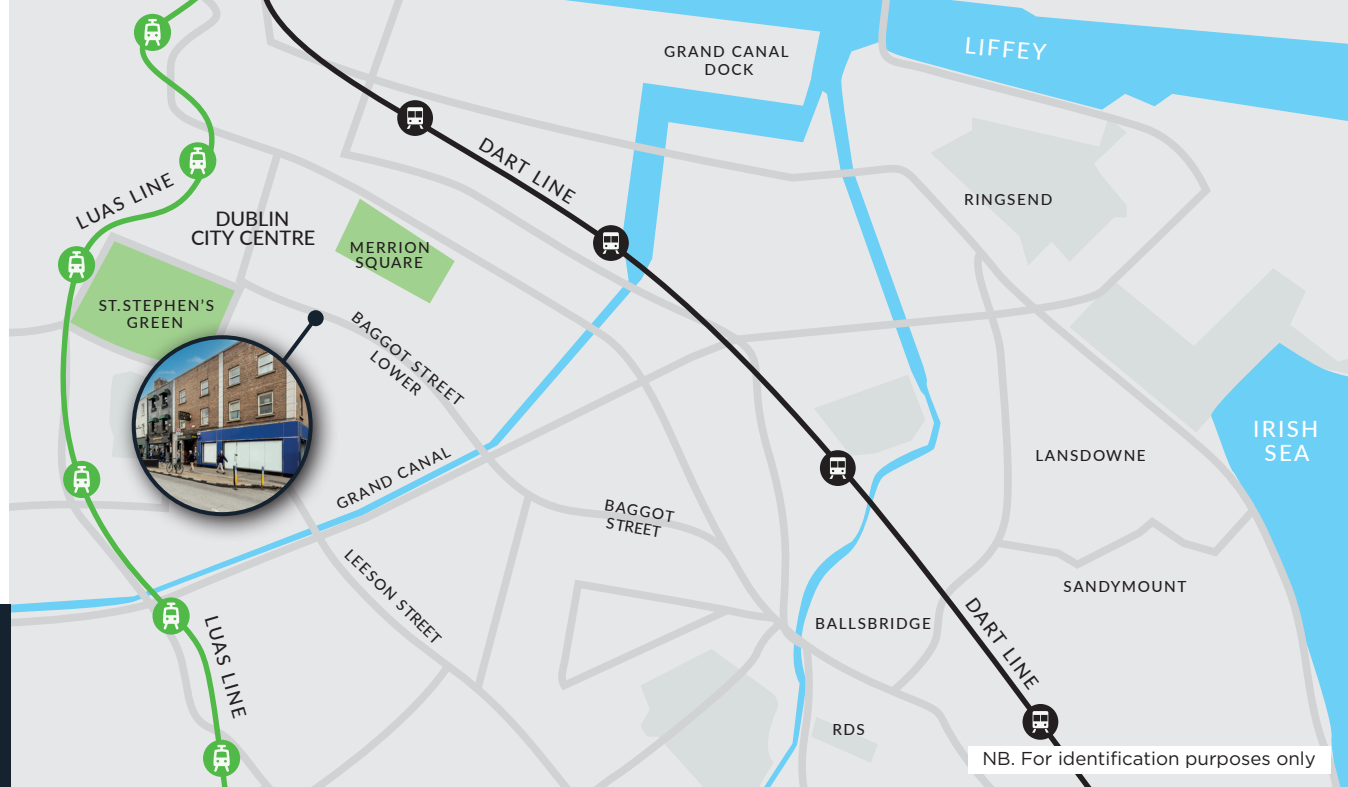 GRAND CANAL
DOCK
LIFFEY
DART LINE
LUAS LINE
DUBLIN
CITY CENTRE
RINGSEND
MERRION
SQUARE
ST.STEPHEN'S
GREEN
BAGGOT STREET
LOWER
IRISH
SEA
LANSDOWNE
GRAND CANAL
BAGGOT
STREET
LEESON STREET
SANDYMOUNT
BALLSBRIDGE
DART LINE
LUAS LINE
RDS
NB. For identification purposes only